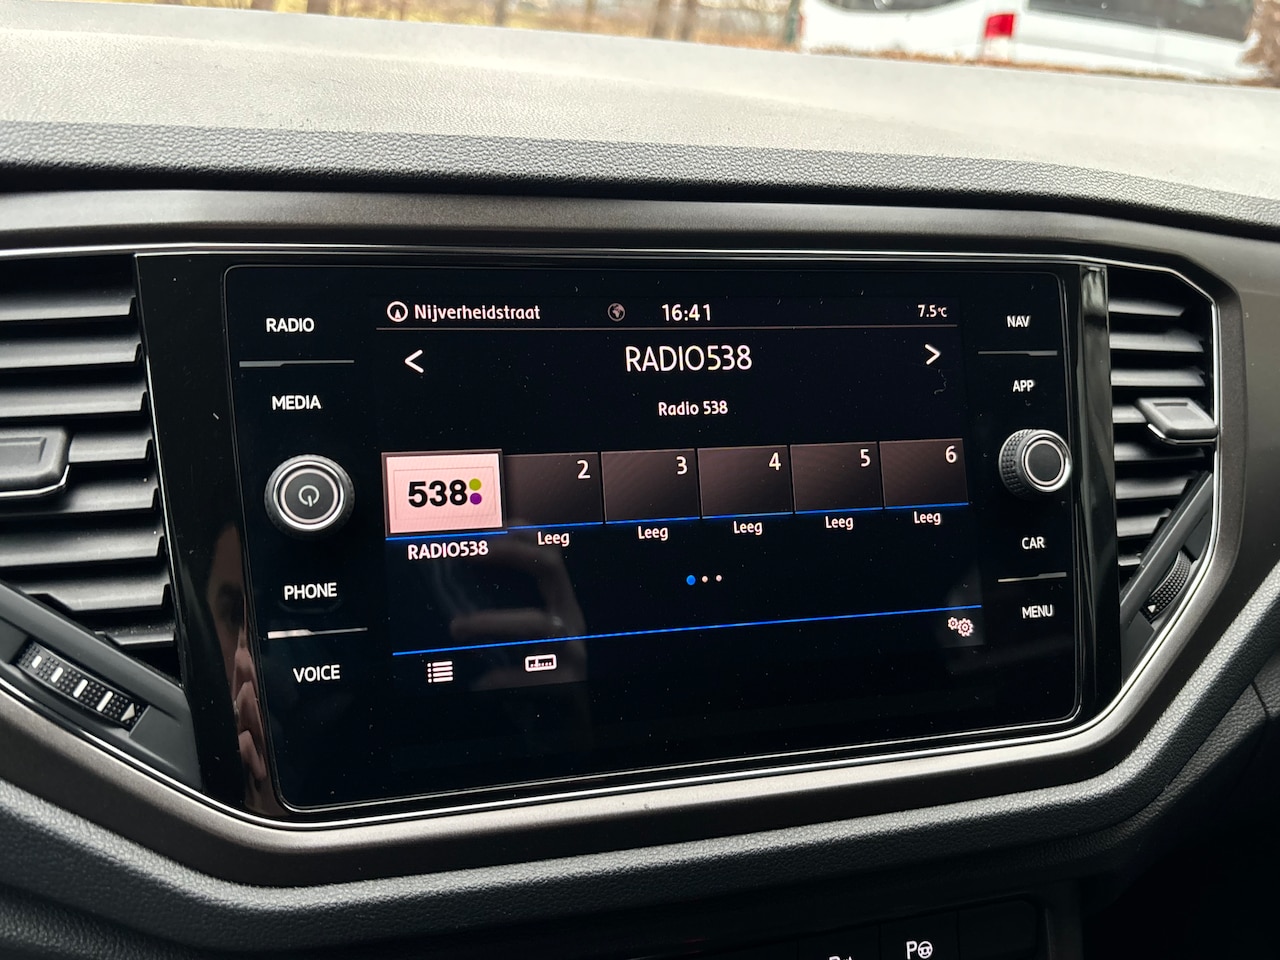 RADIO
MEDIA
PHONE
VOICE
Nijverheidstraat 16:41 7.5°C
RADIO538
Radio 538
538 2 3 4 5 6
RADIO538 Leeg Leeg Leeg Leeg Leeg
NAV
APP
CAR
MENU
P